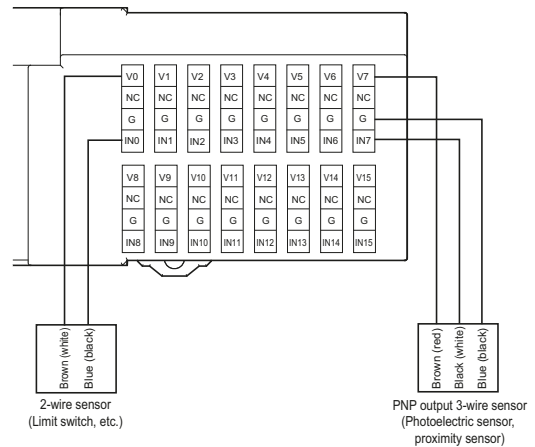 V0 V1 V2 V3 V4 V5 V6 V7
NC NC NC NC NC NC NC NC
G G G G G G G G
IN0 IN1 IN2 IN3 IN4 IN5 IN6 IN7
V8 V9 V10 V11 V12 V13 V14 V15
NC NC NC NC NC NC NC NC
G G G G G G G G
IN8 IN9 IN10 IN11 IN12 IN13 IN14 IN15
Brown (white)
Blue (black)
2-wire sensor
(Limit switch, etc.)
Brown (red)
Black (white)
Blue (black)
PNP output 3-wire sensor
(Photoelectric sensor,
proximity sensor)